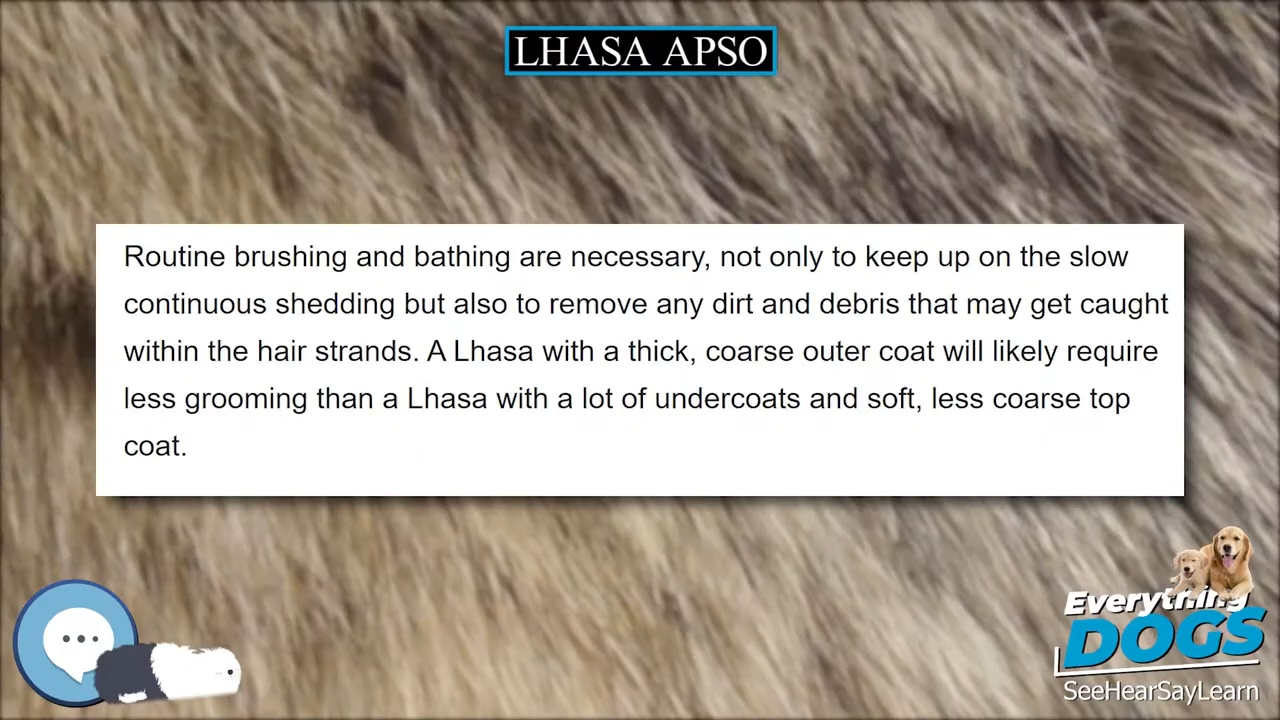 LHASA APSO
Routine brushing and bathing are necessary, not only to keep up on the slow
continuous shedding but also to remove any dirt and debris that may get caught
within the hair strands. A Lhasa with a thick, coarse outer coat will likely require
less grooming than a Lhasa with a lot of undercoats and soft, less coarse top
coat.
Everything
DOGS
SeeHearSayLearn